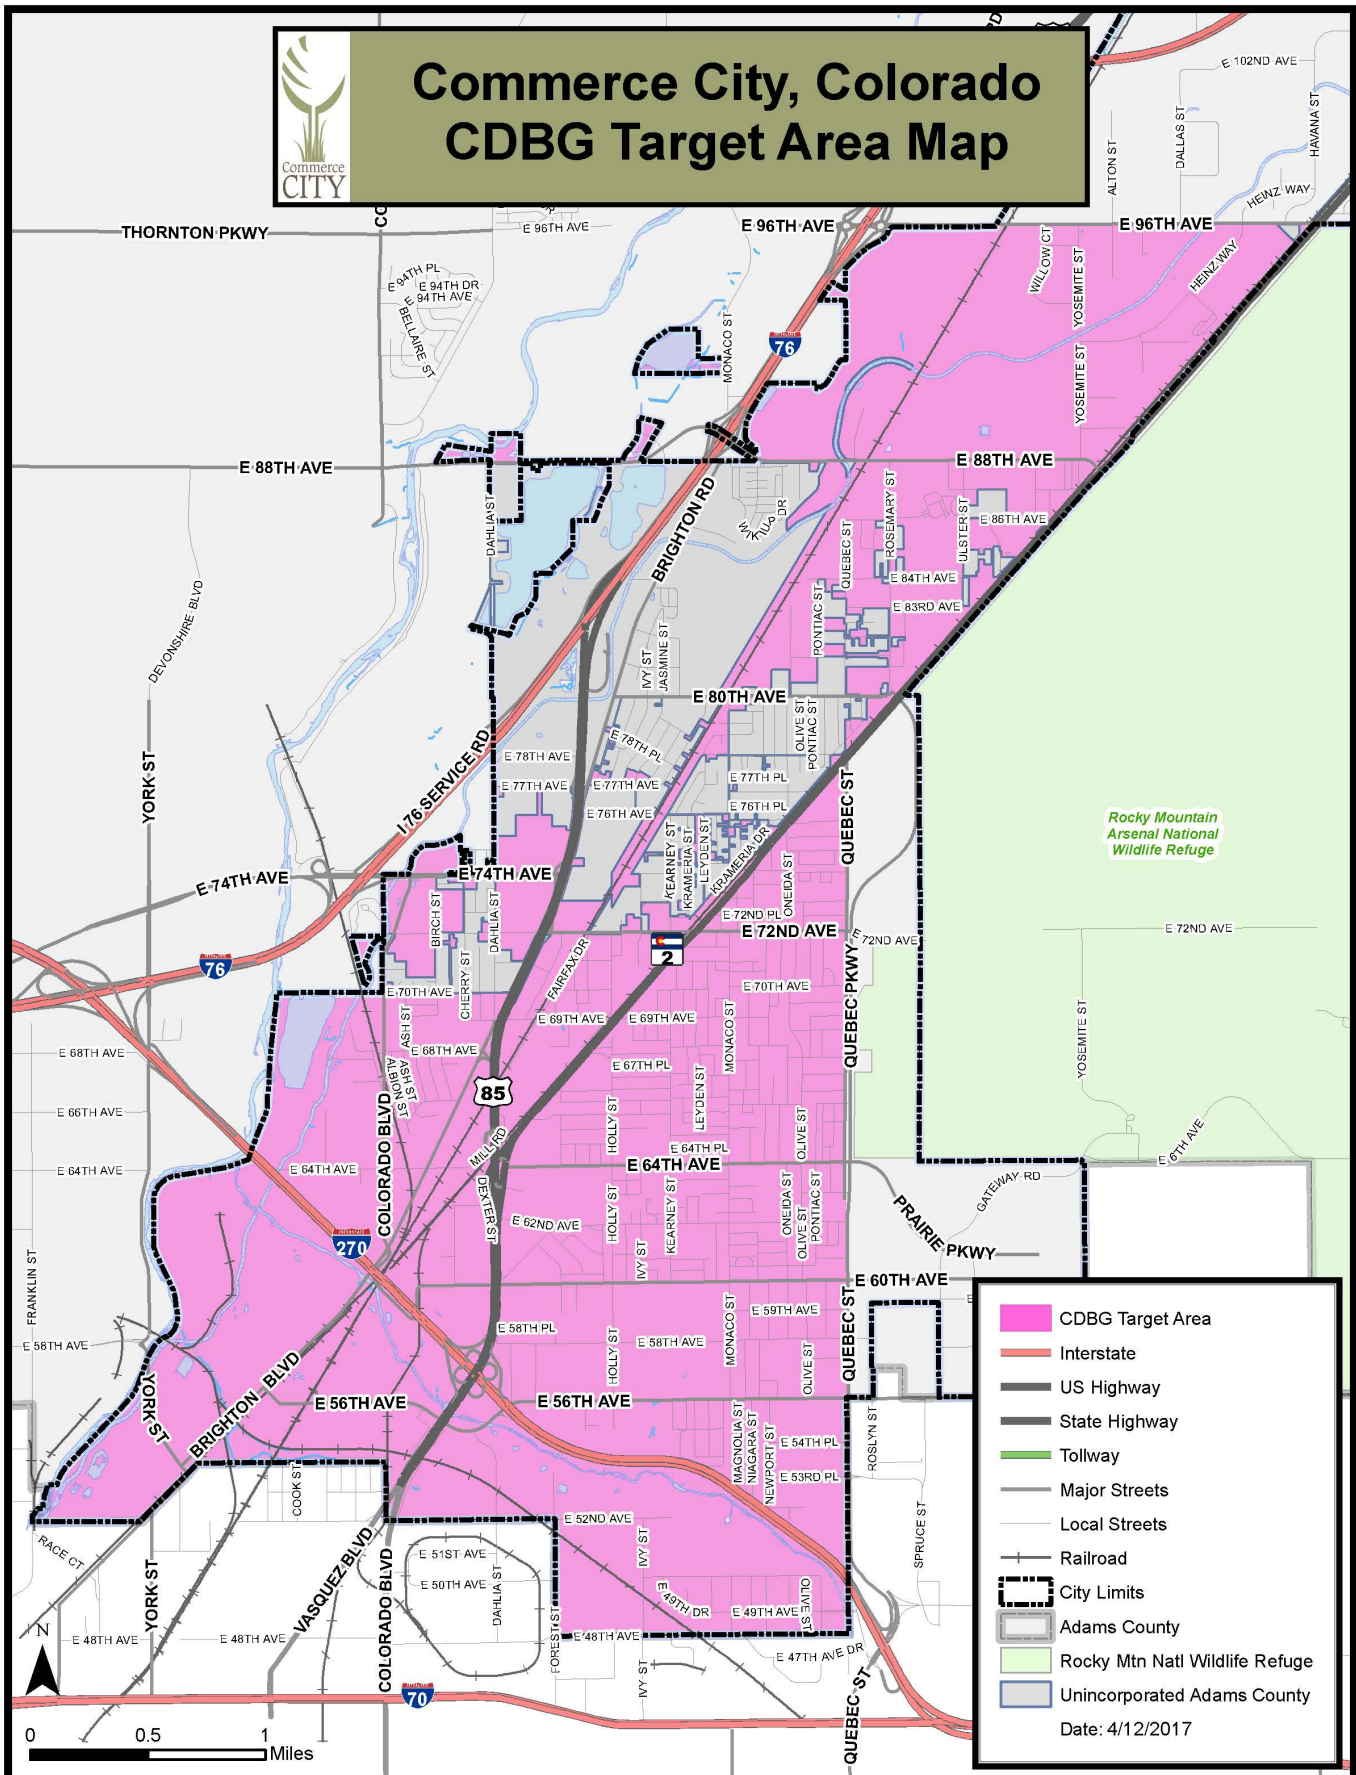 Commerce City, Colorado
CDBG Target Area Map
Commerce
CITY
RD
E 102ND AVE
HAVANA ST
DALLAS ST
ALTON ST
HEINZ WAY
CO
THORNTON PKWY
E 96TH AVE
E 96TH AVE
E 96TH AVE
WILLOW CT
YOSEMITE ST
HEINZ WAY
E 94TH PL
E 94TH DR
E 94TH AVE
BELLAIRE ST
MONACO ST
76
YOSEMITE ST
E 88TH AVE
E 88TH AVE
DAHLIA ST
BRIGHTON RD
QUEBEC ST
ROSEMARY ST
ULSTER ST
E 86TH AVE
E 84TH AVE
E 83RD AVE
PONTIAC ST
DEVONSHIRE BLVD
IVY ST
JASMINE ST
E 80TH AVE
OLIVE ST
PONTIAC ST
YORK ST
I 76 SERVICE RD
E 78TH AVE
E 78TH PL
E 77TH AVE
E 77TH AVE
E 77TH PL
E 76TH AVE
E 76TH PL
QUEBEC ST
Rocky Mountain
Arsenal National
Wildlife Refuge
KEARNEY ST
KRAMERIA ST
LEYDEN ST
KRAMERIA DR
ONEIDA ST
E 74TH AVE
E 74TH AVE
BIRCH ST
DAHLIA ST
CHERRY ST
E 72ND PL
E 72ND AVE
E 72ND AVE
E 72ND AVE
2
76
FAIRFAX DR
QUEBEC PKWY
E 70TH AVE
E 70TH AVE
ASH ST
E 69TH AVE
E 69TH AVE
MONACO ST
YOSEMITE ST
E 68TH AVE
E 68TH AVE
ASH ST
ALBION ST
E 67TH PL
85
LEYDEN ST
E 66TH AVE
COLORADO BLVD
HOLLY ST
OLIVE ST
MILL RD
E 64TH PL
E 64TH AVE
E 64TH AVE
E 64TH AVE
E 6TH AVE
GATEWAY RD
DEXTER ST
HOLLY ST
KEARNEY ST
ONEIDA ST
OLIVE ST
PONTIAC ST
E 62ND AVE
IVY ST
PRAIRIE PKWY
270
FRANKLIN ST
E 60TH AVE
E
E 59TH AVE
MONACO ST
QUEBEC ST
E 58TH PL
E 58TH AVE
E 58TH AVE
HOLLY ST
OLIVE ST
YORK ST
BRIGHTON BLVD
E 56TH AVE
E 56TH AVE
MAGNOLIA ST
NIAGARA ST
NEWPORT ST
E 54TH PL
E 53RD PL
ROSLYN ST
COOK ST
E 52ND AVE
SPRUCE ST
RACE CT
YORK ST
VASQUEZ BLVD
COLORADO BLVD
E 51ST AVE
E 50TH AVE
DAHLIA ST
IVY ST
E 49TH DR
E 49TH AVE
OLIVE ST
FOREST ST
E 48TH AVE
E 48TH AVE
E 48TH AVE
E 47TH AVE DR
IVY ST
QUEBEC ST
70
N
0
0.5
1
Miles
CDBG Target Area
Interstate
US Highway
State Highway
Tollway
Major Streets
Local Streets
Railroad
City Limits
Adams County
Rocky Mtn Natl Wildlife Refuge
Unincorporated Adams County
Date: 4/12/2017